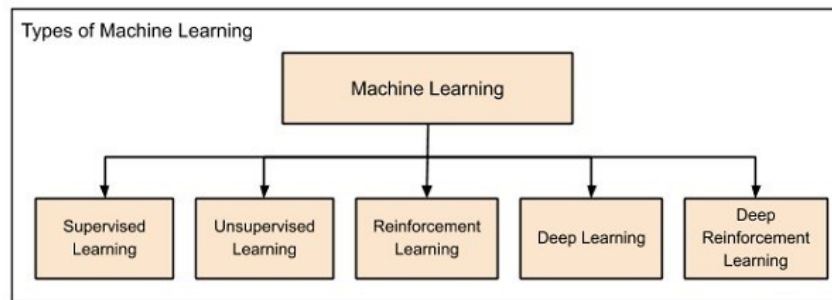 Types of Machine Learning
Machine Learning
Supervised
Learning
Unsupervised
Learning
Reinforcement
Learning
Deep Learning
Deep
Reinforcement
Learning